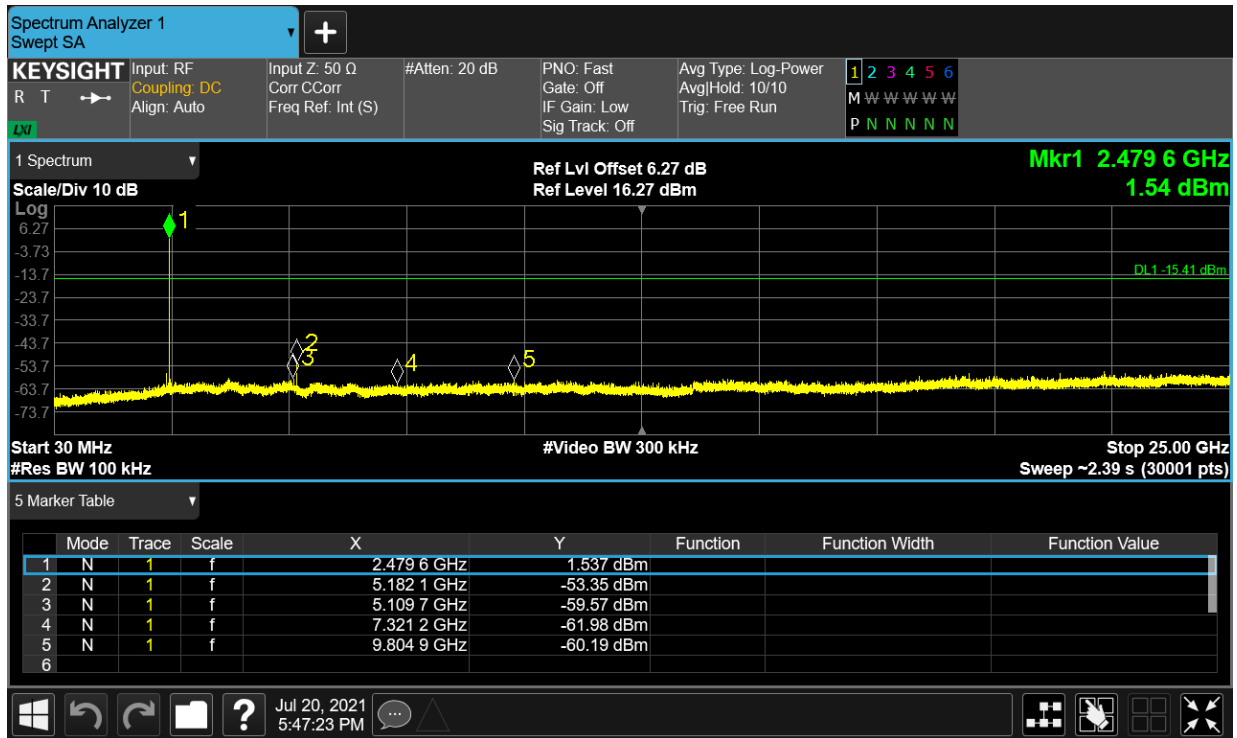 Spectrum Analyzer 1
Swept SA
+
KEYSIGHT Input: RF Input Z: 50 Ω #Atten: 20 dB PNO: Fast Avg Type: Log-Power 1 2 3 4 5 6
R T Coupling: DC Corr CCorr Gate: Off Avg|Hold: 10/10 M W W W W W
Align: Auto Freq Ref: Int (S) IF Gain: Low Trig: Free Run
LXI Sig Track: Off P N N N N N
1 Spectrum Ref Lvl Offset 6.27 dB Mkr1 2.479 6 GHz
Scale/Div 10 dB Ref Level 16.27 dBm 1.54 dBm
Log
1
6.27
-3.73
-13.7 DL1 -15.41 dBm
-23.7
-33.7
-43.7 2
-53.7 3 4 5
-63.7
-73.7
Start 30 MHz #Video BW 300 kHz Stop 25.00 GHz
#Res BW 100 kHz Sweep ~2.39 s (30001 pts)
5 Marker Table
Mode Trace Scale X Y Function Function Width Function Value
1 N 1 f 2.479 6 GHz 1.537 dBm
2 N 1 f 5.182 1 GHz -53.35 dBm
3 N 1 f 5.109 7 GHz -59.57 dBm
4 N 1 f 7.321 2 GHz -61.98 dBm
5 N 1 f 9.804 9 GHz -60.19 dBm
6
? Jul 20, 2021
5:47:23 PM